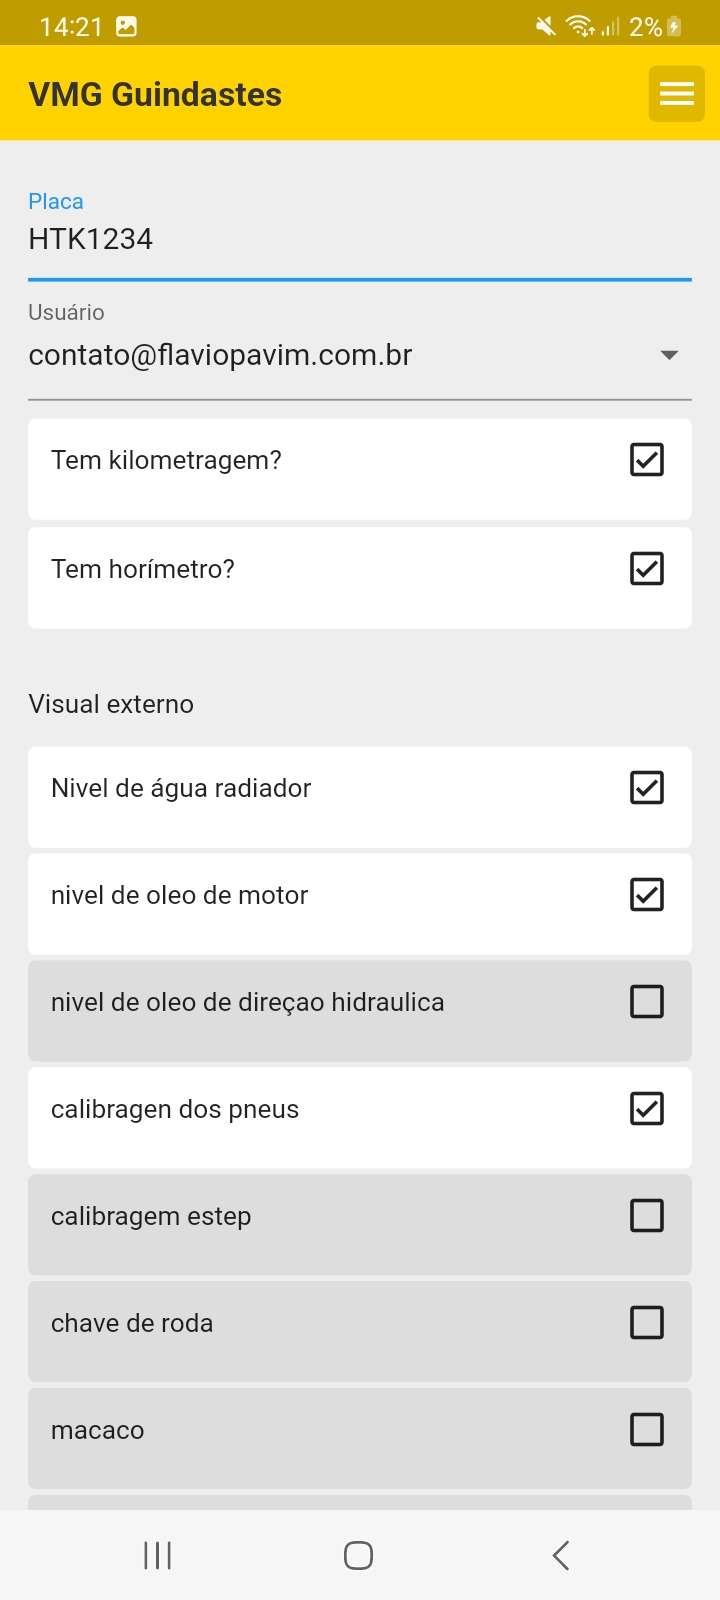 14:21
2%
VMG Guindastes
Placa
HTK1234
Usuário
contato@flaviopavim.com.br
Tem kilometragem?
Tem horímetro?
Visual externo
Nivel de água radiador
nivel de oleo de motor
nivel de oleo de direçao hidraulica
calibragen dos pneus
calibragem estep
chave de roda
macaco